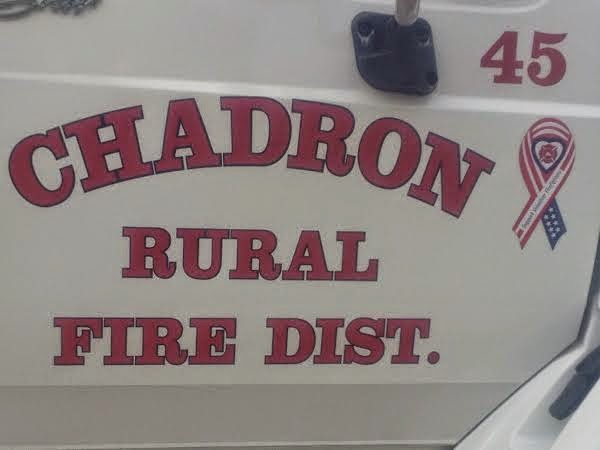 45
CHADRON
RURAL
FIRE DIST.